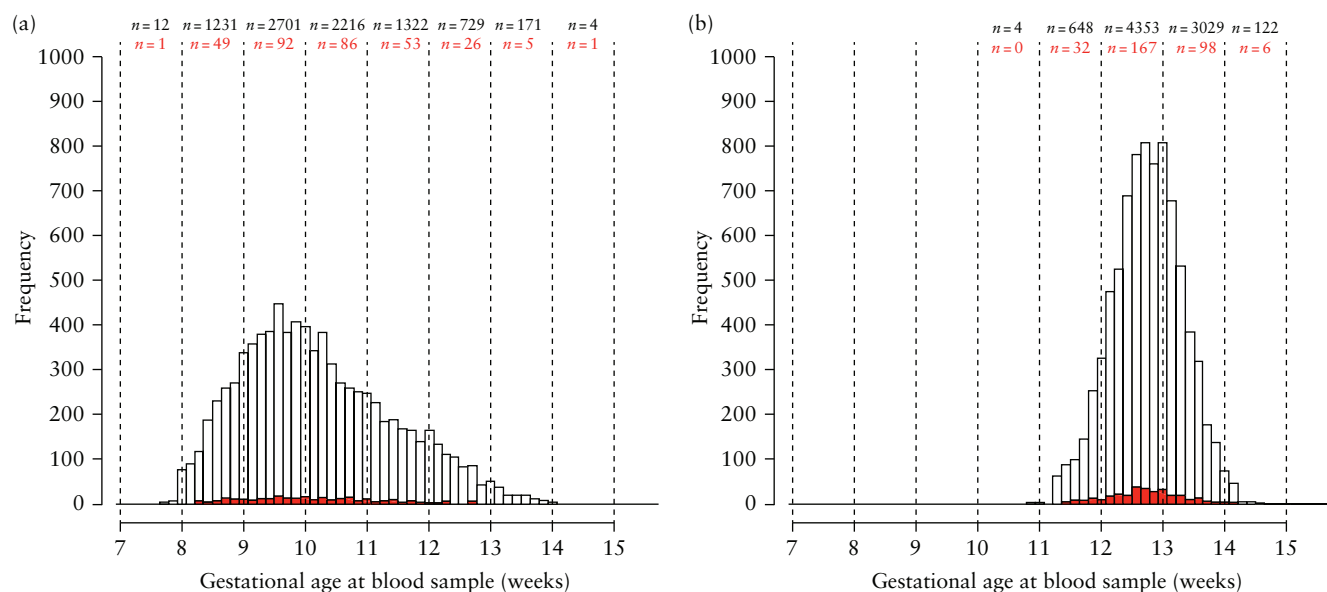 (a)
n=12 n=1231 n=2701 n=2216 n=1322 n=729 n=171 n=4
n=1 n=49 n=92 n=86 n=53 n=26 n=5 n=1
1000
900
800
700
600
500
400
300
200
100
0
Frequency
7 8 9 10 11 12 13 14 15
Gestational age at blood sample (weeks)
(b)
n=4 n=648 n=4353 n=3029 n=122
n=0 n=32 n=167 n=98 n=6
1000
900
800
700
600
500
400
300
200
100
0
Frequency
7 8 9 10 11 12 13 14 15
Gestational age at blood sample (weeks)